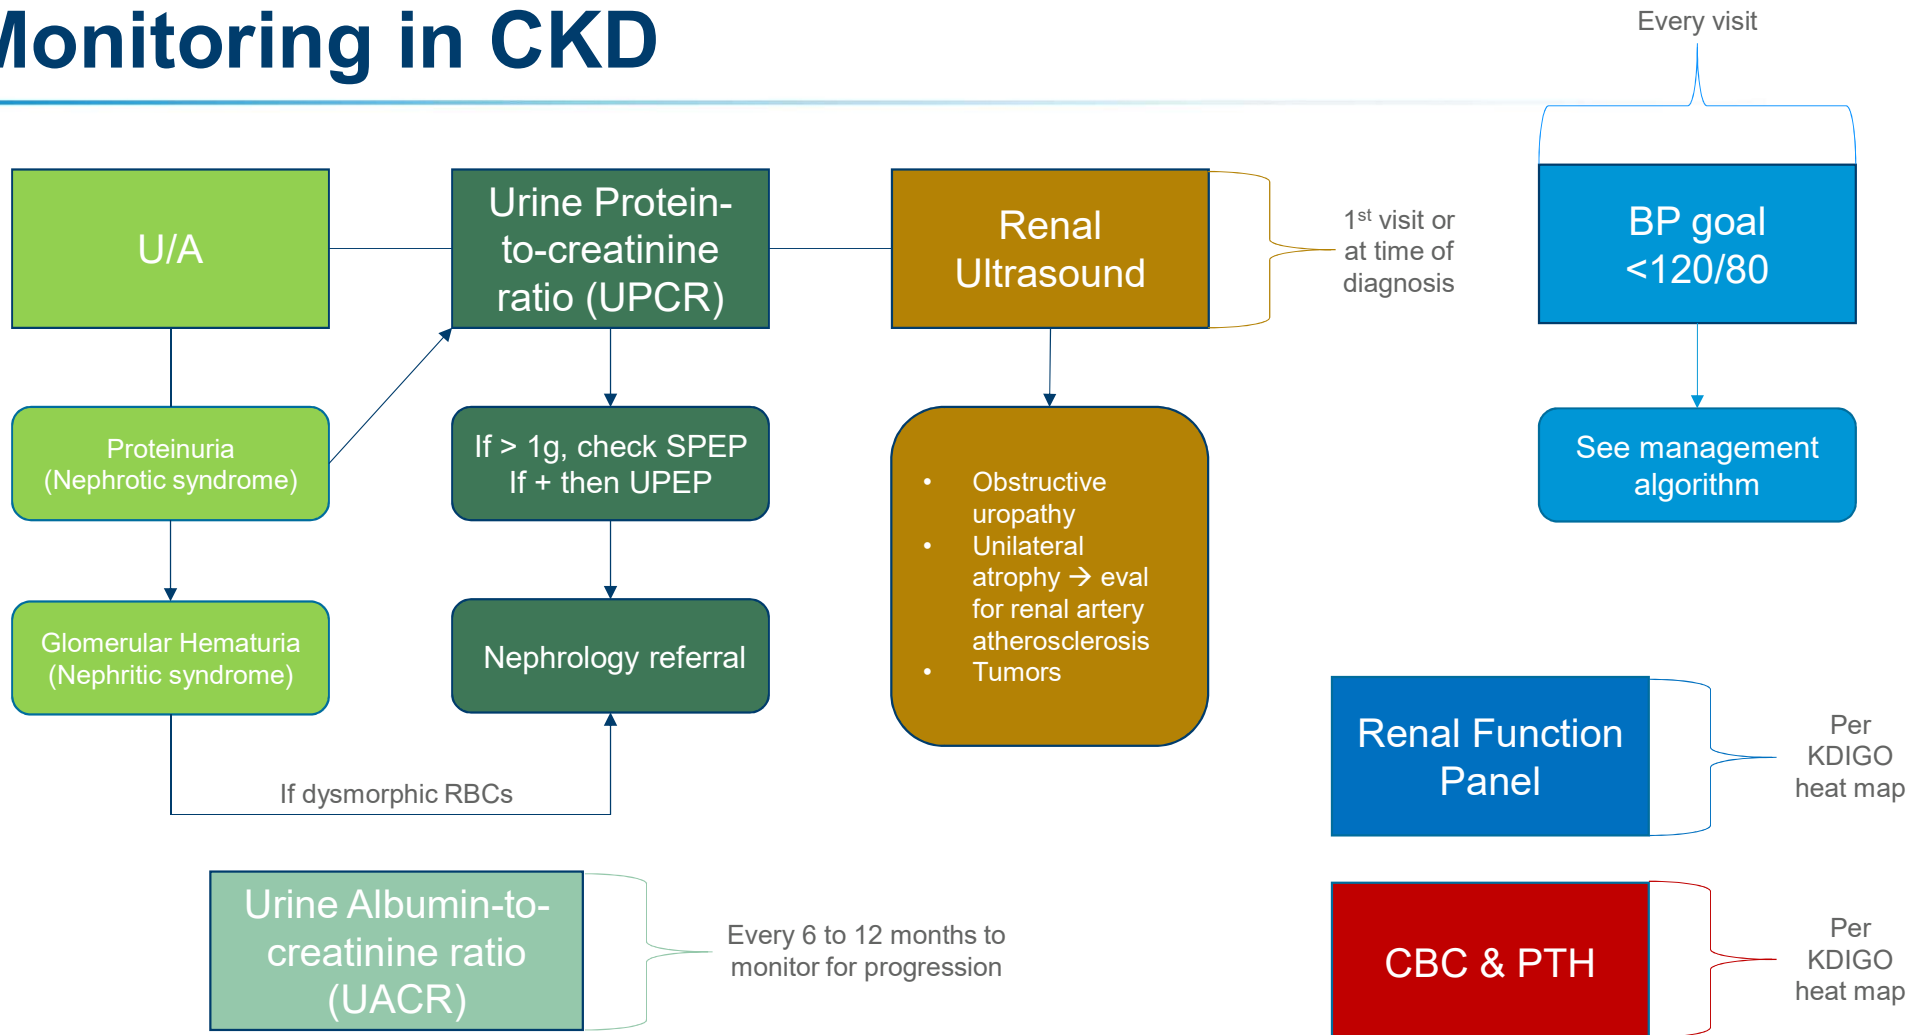 Monitoring in CKD
Every visit
U/A
Urine Protein-
to-creatinine
ratio (UPCR)
Renal
Ultrasound
1st visit or
at time of
diagnosis
BP goal
<120/80
Proteinuria
(Nephrotic syndrome)
If > 1g, check SPEP
If + then UPEP
• Obstructive
uropathy
• Unilateral
atrophy → eval
for renal artery
atherosclerosis
• Tumors
See management
algorithm
Glomerular Hematuria
(Nephritic syndrome)
Nephrology referral
If dysmorphic RBCs
Renal Function
Panel
Per
KDIGO
heat map
Urine Albumin-to-
creatinine ratio
(UACR)
Every 6 to 12 months to
monitor for progression
CBC & PTH
Per
KDIGO
heat map